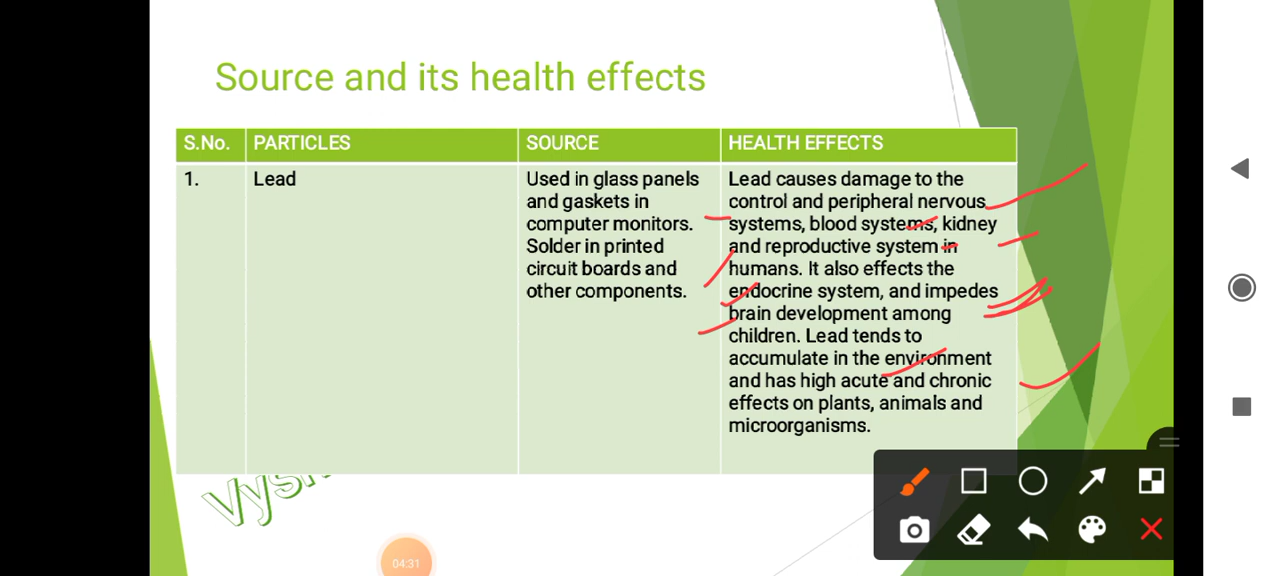 Source and its health effects
S.No. PARTICLES SOURCE HEALTH EFFECTS
1. Lead
Used in glass panels
and gaskets in
computer monitors.
Solder in printed
circuit boards and
other components.
Lead causes damage to the
control and peripheral nervous
systems, blood systems, kidney
and reproductive system in
humans. It also effects the
endocrine system, and impedes
brain development among
children. Lead tends to
accumulate in the environment
and has high acute and chronic
effects on plants, animals and
microorganisms.
04:31